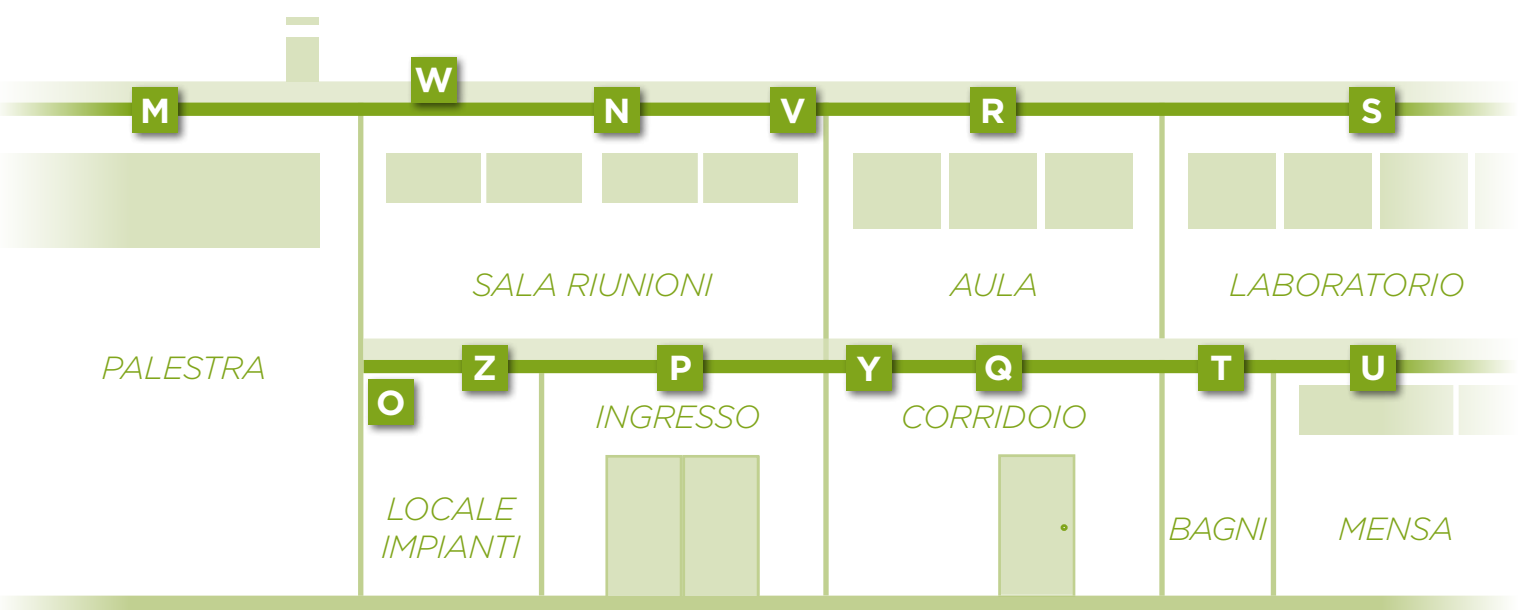 W
M
N
V
R
S
SALA RIUNIONI
AULA
LABORATORIO
PALESTRA
Z
P
Y
Q
T
U
O
INGRESSO
CORRIDOIO
LOCALE
IMPIANTI
BAGNI
MENSA